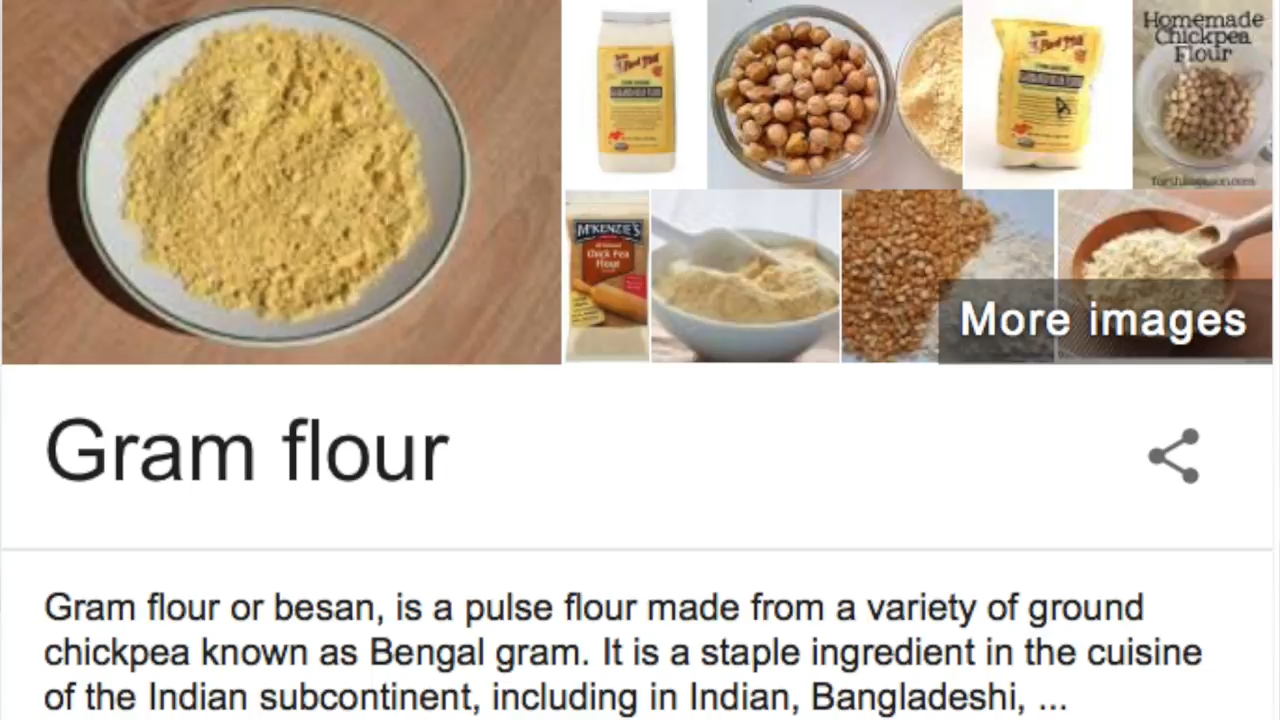 Red Mill
Homemade
Chickpea
Flour
McKENZIE'S
Chick Pea
Flour
More images
Gram flour
Gram flour or besan, is a pulse flour made from a variety of ground
chickpea known as Bengal gram. It is a staple ingredient in the cuisine
of the Indian subcontinent, including in Indian, Bangladeshi, ...